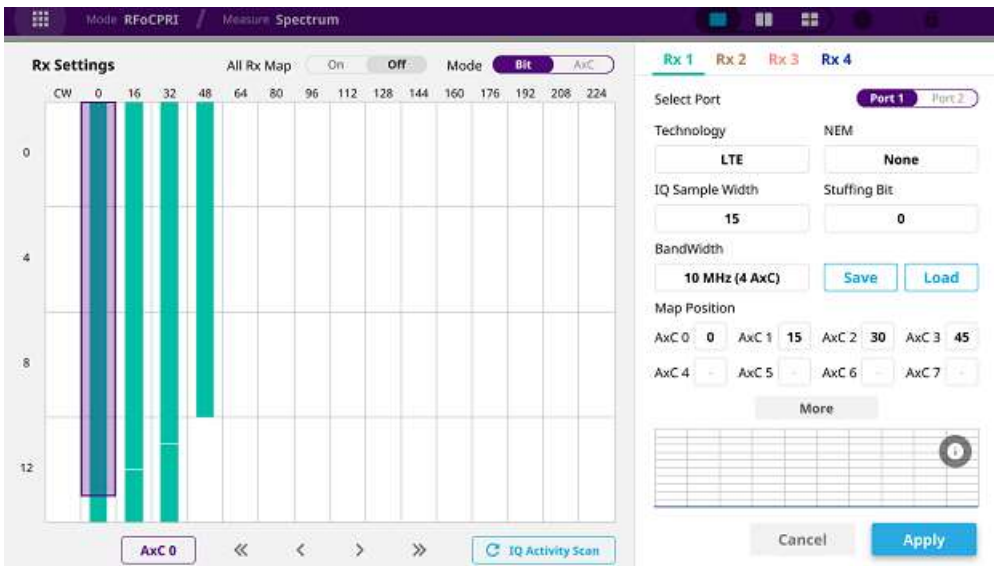 Mode RFoCPRI / Measure Spectrum
Rx Settings
All Rx Map On Off Mode Bit AxC
CW 0 16 32 48 64 80 96 112 128 144 160 176 192 208 224
0
4
8
12
AxC 0 « < > » IQ Activity Scan
Rx 1 Rx 2 Rx 3 Rx 4
Select Port Port 1 Port 2
Technology NEM
LTE None
IQ Sample Width Stuffing Bit
15 0
BandWidth
10 MHz (4 AxC) Save Load
Map Position
AxC 0 0 AxC 1 15 AxC 2 30 AxC 3 45
AxC 4 - AxC 5 - AxC 6 - AxC 7 -
More
i
Cancel Apply